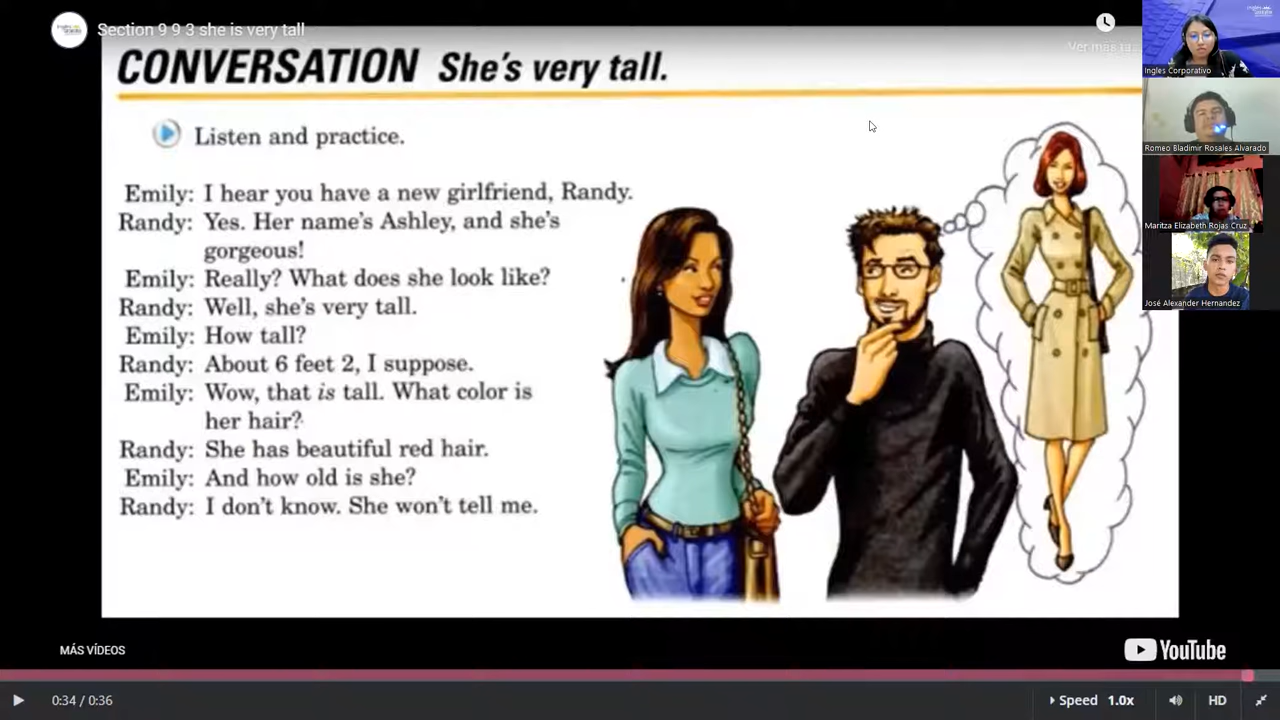 Section 9 9 3 she is very tall
Ver más ta...
CONVERSATION She's very tall.
Listen and practice.
Emily: I hear you have a new girlfriend, Randy.
Randy: Yes. Her name's Ashley, and she's
gorgeous!
Emily: Really? What does she look like?
Randy: Well, she's very tall.
Emily: How tall?
Randy: About 6 feet 2, I suppose.
Emily: Wow, that is tall. What color is
her hair?
Randy: She has beautiful red hair.
Emily: And how old is she?
Randy: I don't know. She won't tell me.
Ingles Corporativo
Romeo Bladimir Rosales Alvarado
Maritza Elizabeth Rojas Cruz
José Alexander Hernandez
MÁS VÍDEOS
YouTube
0:34 / 0:36
Speed 1.0x
HD